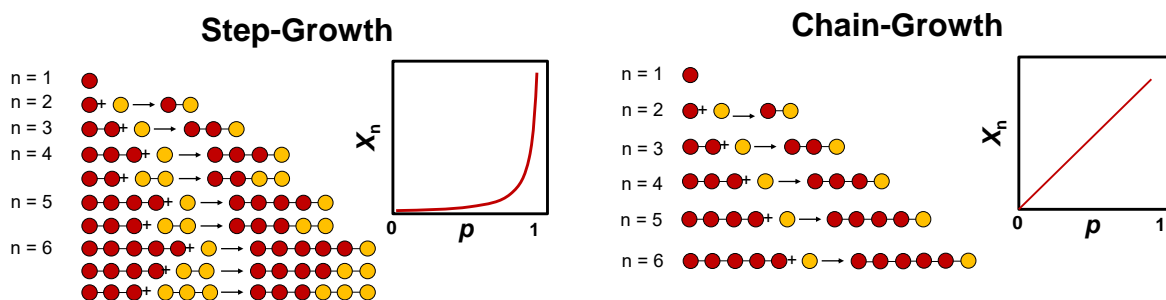 Step-Growth
n = 1
n = 2
+
n = 3
+
n = 4
+
+
n = 5
+
+
n = 6
+
+
+
Xn
0
p
1
Chain-Growth
n = 1
n = 2
+
n = 3
+
n = 4
+
n = 5
+
n = 6
+
Xn
0
p
1